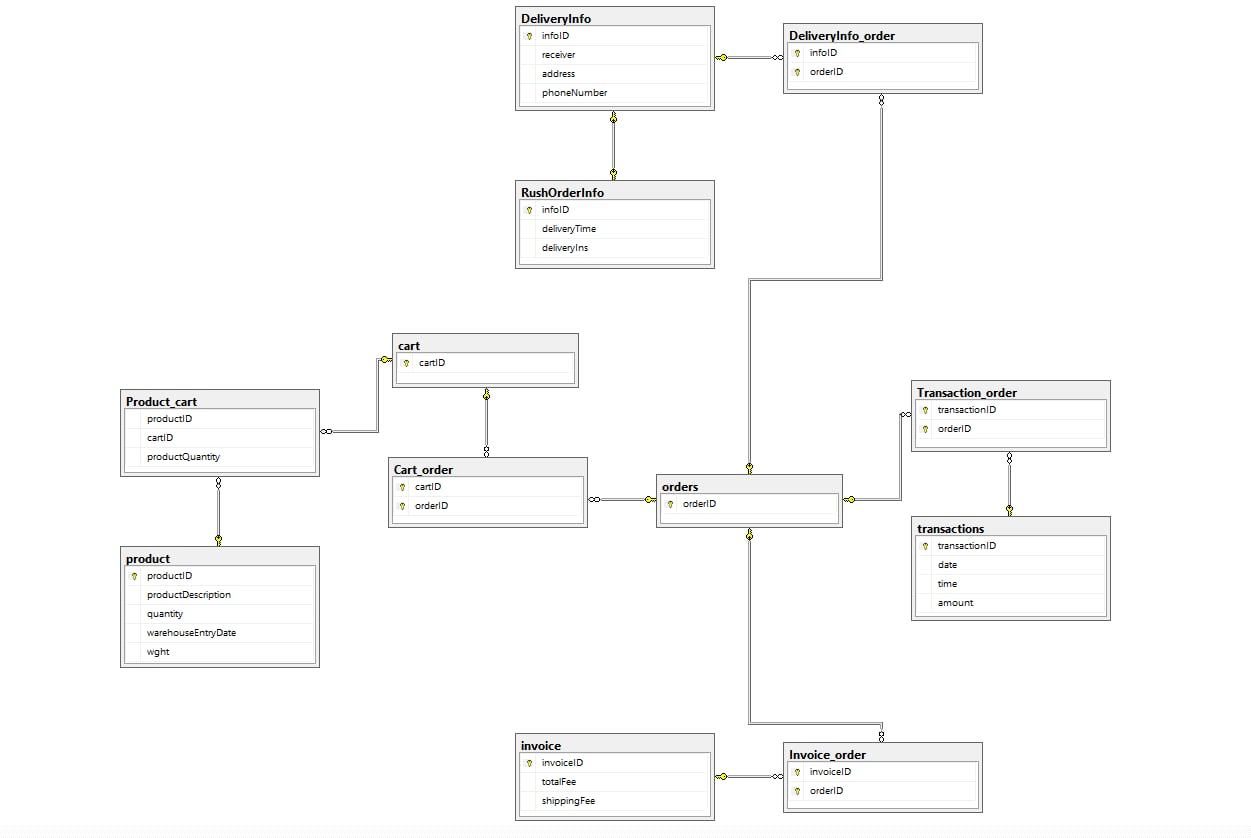 DeliveryInfo
infoID
receiver
address
phoneNumber
DeliveryInfo_order
infoID
orderID
RushOrderInfo
infoID
deliveryTime
deliveryIns
cart
cartID
Product_cart
productID
cartID
productQuantity
Cart_order
cartID
orderID
orders
orderID
Transaction_order
transactionID
orderID
transactions
transactionID
date
time
amount
product
productID
productDescription
quantity
warehouseEntryDate
wght
invoice
invoiceID
totalFee
shippingFee
Invoice_order
invoiceID
orderID